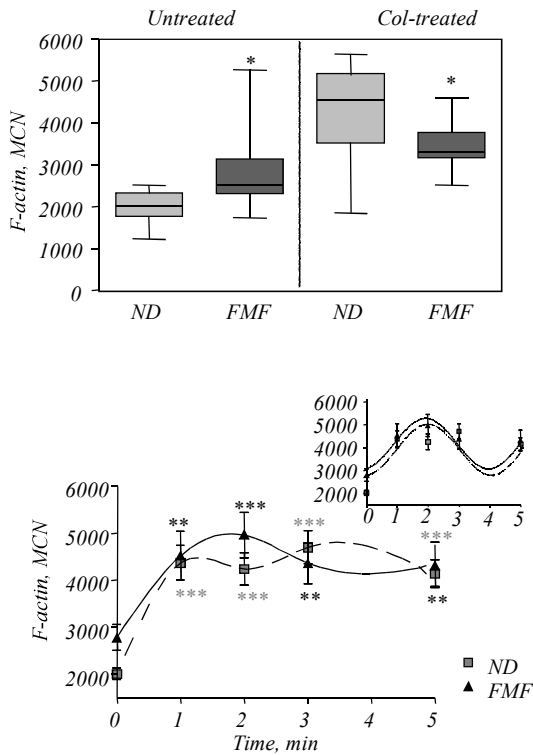 Untreated Col-treated
F-actin, MCN
6000
*
5000
*
4000
3000
2000
1000
0
ND FMF ND FMF
6000
5000
4000
3000
2000
0 1 2 3 4 5
F-actin, MCN
6000
*** ***
** ***
5000
4000
*** *** ** **
3000
2000
ND
FMF
0 1 2 3 4 5
Time, min